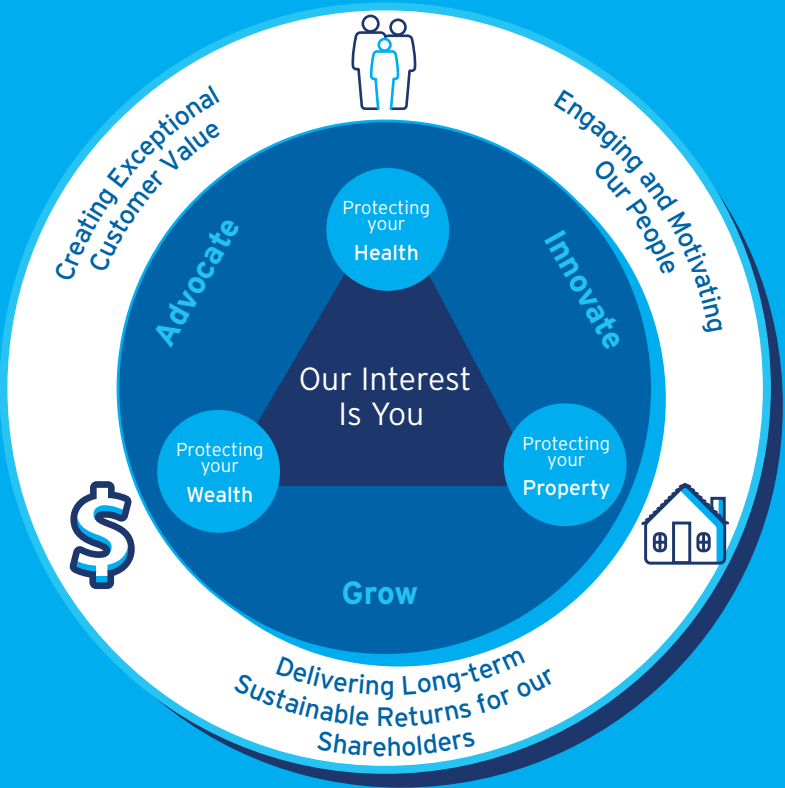 Creating Exceptional
Customer Value
Engaging and Motivating
Our People
Advocate
Innovate
Protecting
your
Health
Our Interest
Is You
Protecting
your
Wealth
Protecting
your
Property
Grow
Delivering Long-term
Sustainable Returns for our
Shareholders